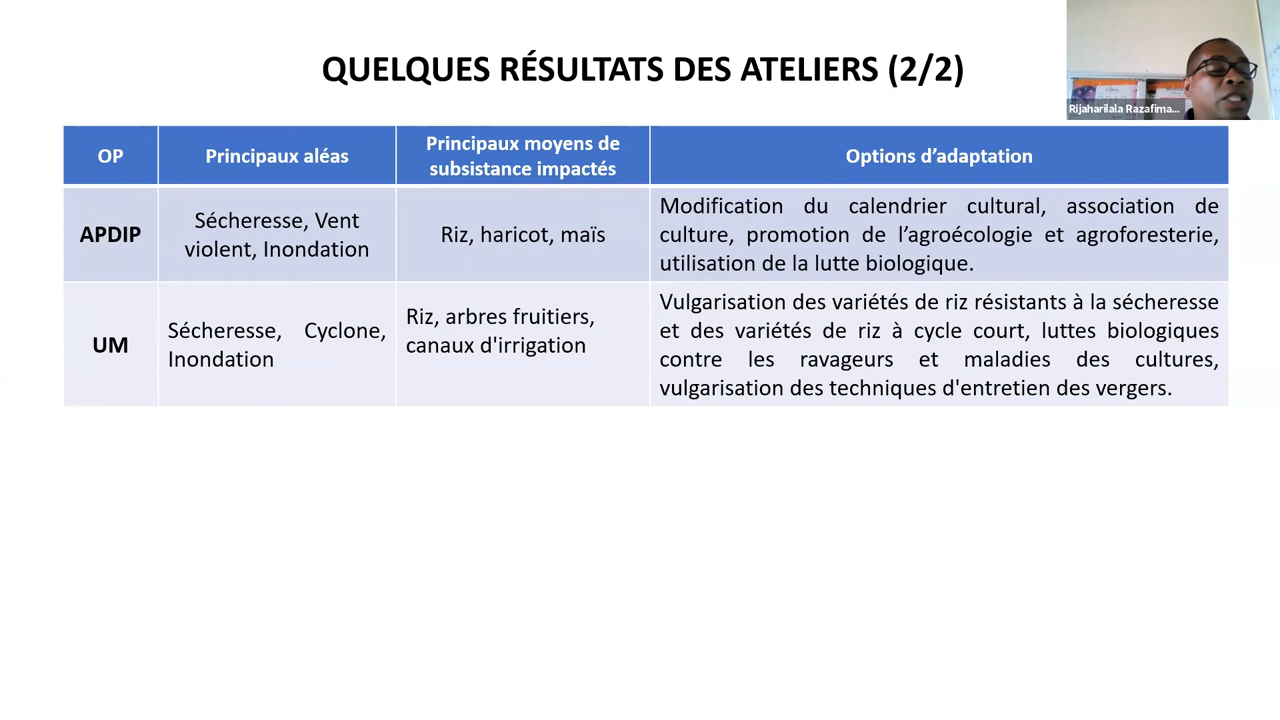 QUELQUES RÉSULTATS DES ATELIERS (2/2)
Rijaharilala Razafima...
OP
Principaux aléas
Principaux moyens de
subsistance impactés
Options d’adaptation
APDIP
Sécheresse, Vent
violent, Inondation
Riz, haricot, maïs
Modification du calendrier cultural, association de
culture, promotion de l’agroécologie et agroforesterie,
utilisation de la lutte biologique.
UM
Sécheresse, Cyclone,
Inondation
Riz, arbres fruitiers,
canaux d'irrigation
Vulgarisation des variétés de riz résistants à la sécheresse
et des variétés de riz à cycle court, luttes biologiques
contre les ravageurs et maladies des cultures,
vulgarisation des techniques d'entretien des vergers.